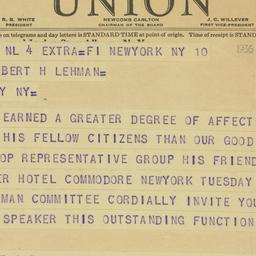 UNION
R. B. WHITE
PRESIDENT
NEWCOMB CARLTON
CHAIRMAN OF THE BOARD
J. C. WILLEVER
FIRST VICE-PRESIDENT
on telegrams and day letters is STANDARD TIME at point of origin. Time of receipt is STANDARD
NL 4 EXTRA=FI NEWYORK NY 10
1936
BERT H LEHMAN=
Y NY=
EARNED A GREATER DEGREE OF AFFECT
HIS FELLOW CITIZENS THAN OUR GOOD
OP REPRESENTATIVE GROUP HIS FRIEND
ER HOTEL COMMODORE NEWYORK TUESDAY
MAN COMMITTEE CORDIALLY INVITE YOU
SPEAKER THIS OUTSTANDING FUNCTION